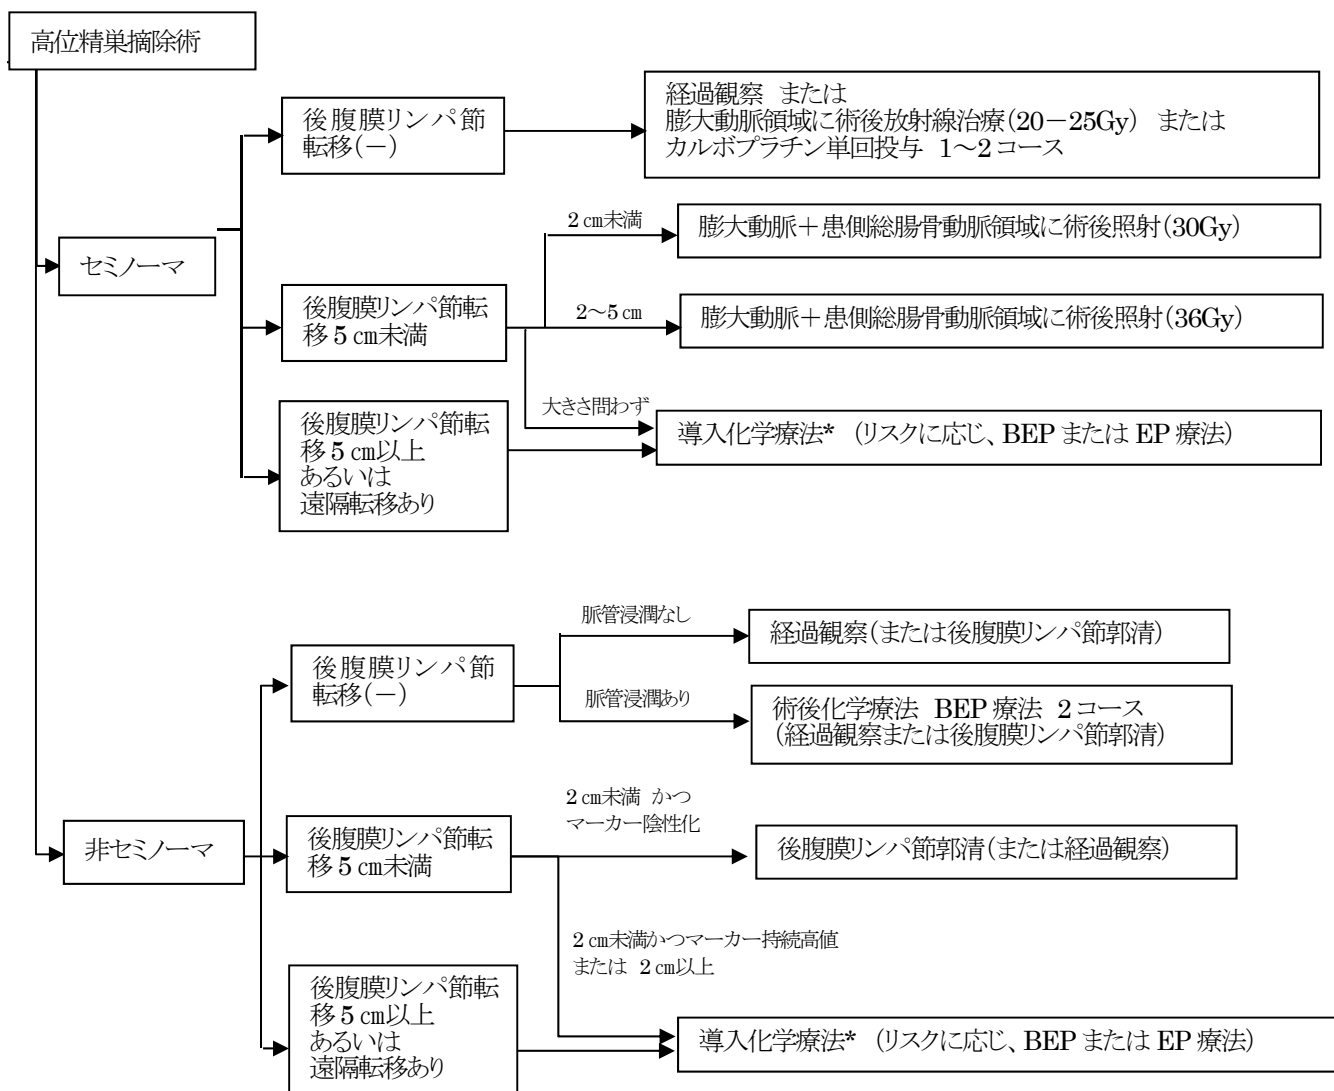 高位精巣摘除術
後腹膜リンパ節
転移(－)
経過観察 または
膨大動脈領域に術後放射線治療(20－25Gy) または
カルボプラチン単回投与 1～2コース
セミノーマ
後腹膜リンパ節転
移5㎝未満
2㎝未満
膨大動脈＋患側総腸骨動脈領域に術後照射(30Gy)
2～5㎝
膨大動脈＋患側総腸骨動脈領域に術後照射(36Gy)
大きさ問わず
後腹膜リンパ節転
移5㎝以上
あるいは
遠隔転移あり
導入化学療法* (リスクに応じ、BEPまたはEP療法)
後腹膜リンパ節
転移(－)
脈管浸潤なし
経過観察(または後腹膜リンパ節郭清)
脈管浸潤あり
術後化学療法 BEP療法 2コース
(経過観察または後腹膜リンパ節郭清)
非セミノーマ
後腹膜リンパ節転
移5㎝未満
2㎝未満 かつ
マーカー陰性化
後腹膜リンパ節郭清(または経過観察)
2㎝未満かつマーカー持続高値
または 2㎝以上
後腹膜リンパ節転
移5㎝以上
あるいは
遠隔転移あり
導入化学療法* (リスクに応じ、BEPまたはEP療法)